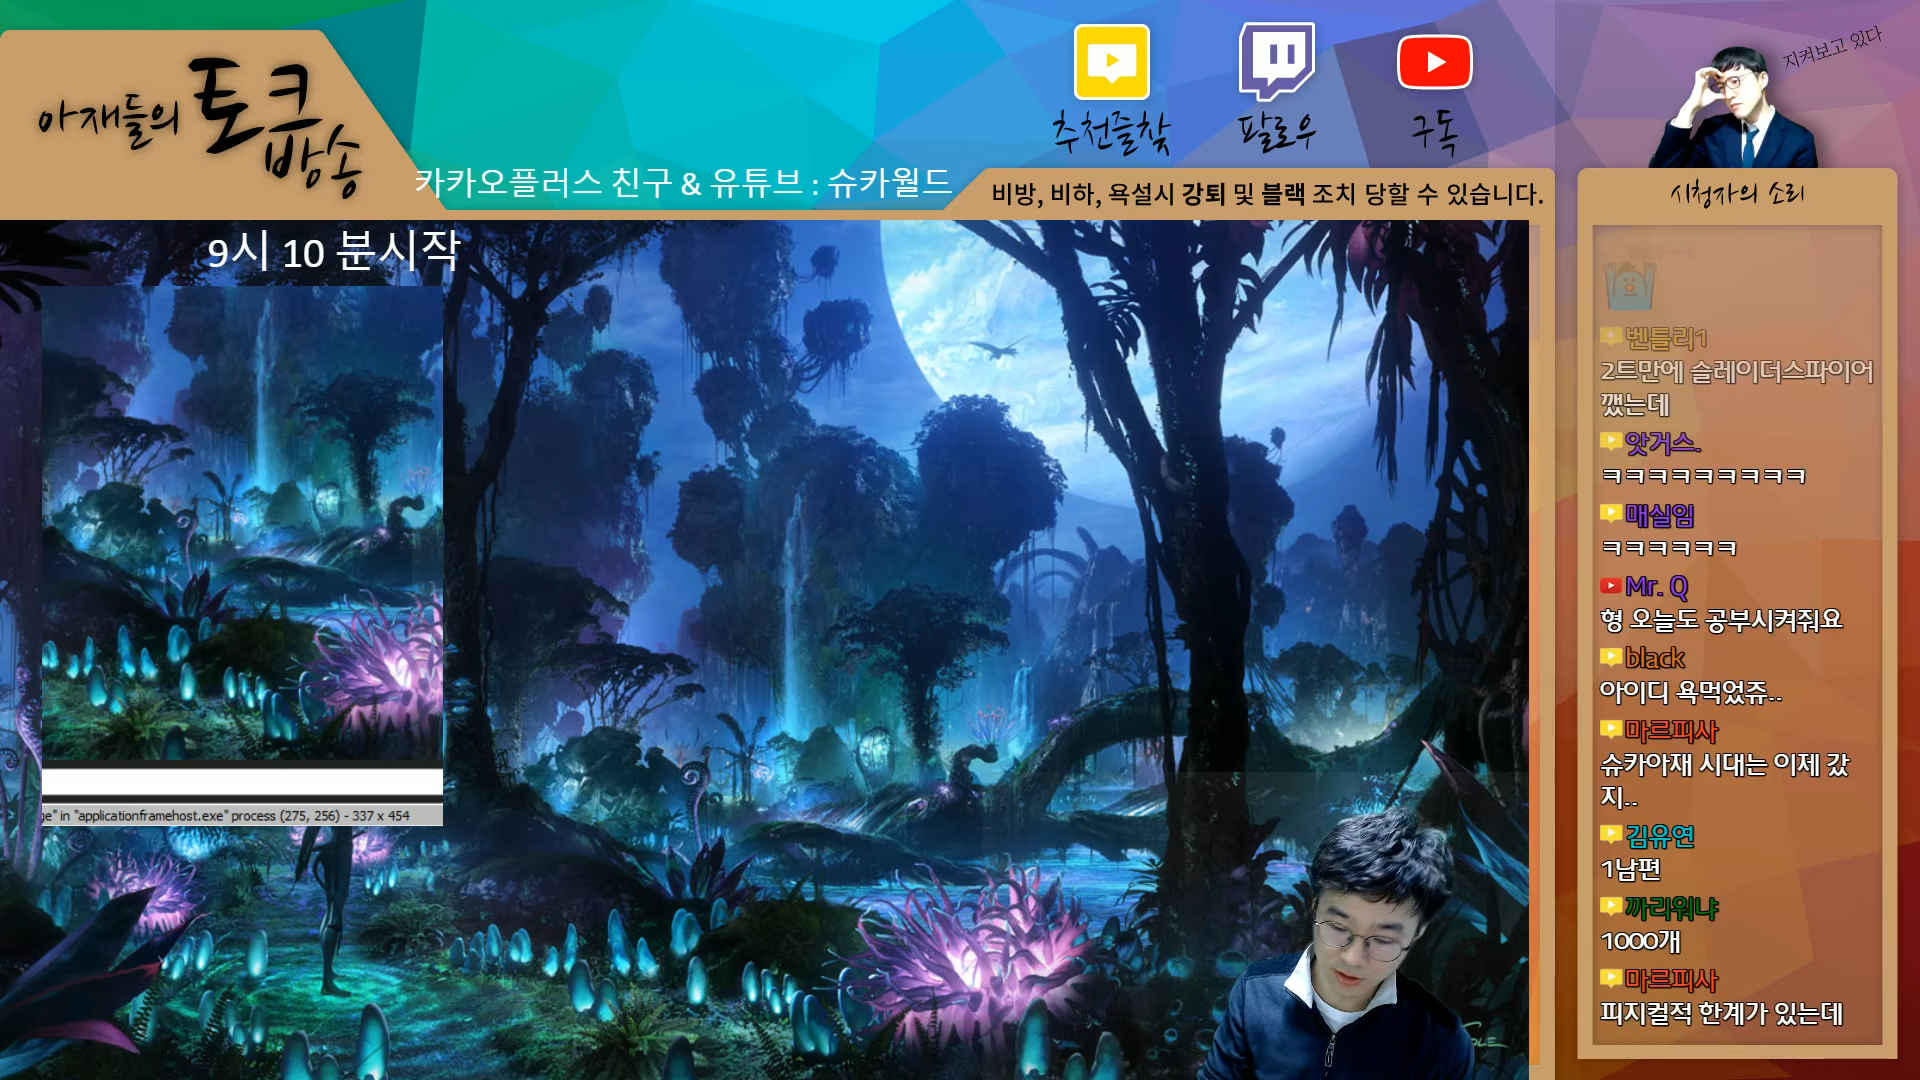 아재들의 토크
방송
카카오플러스 친구 & 유튜브 : 슈카월드
추천즐찾
팔로우
구독
비방, 비하, 욕설시 강퇴 및 블랙 조치 당할 수 있습니다.
지켜보고 있다
시청자의 소리
9시 10 분시작
ge" in "applicationframehost.exe" process (275, 256) - 337 x 454
벤틀리1
2트만에 슬레이더스파이어
깼는데
앗거스.
ㅋㅋㅋㅋㅋㅋㅋㅋㅋ
매실임
ㅋㅋㅋㅋㅋㅋ
Mr. Q
형 오늘도 공부시켜줘요
black
아이디 욕먹었쥬..
마르피사
슈카아재 시대는 이제 갔
지..
김유연
1남편
까리워냐
1000개
마르피사
피지컬적 한계가 있는데